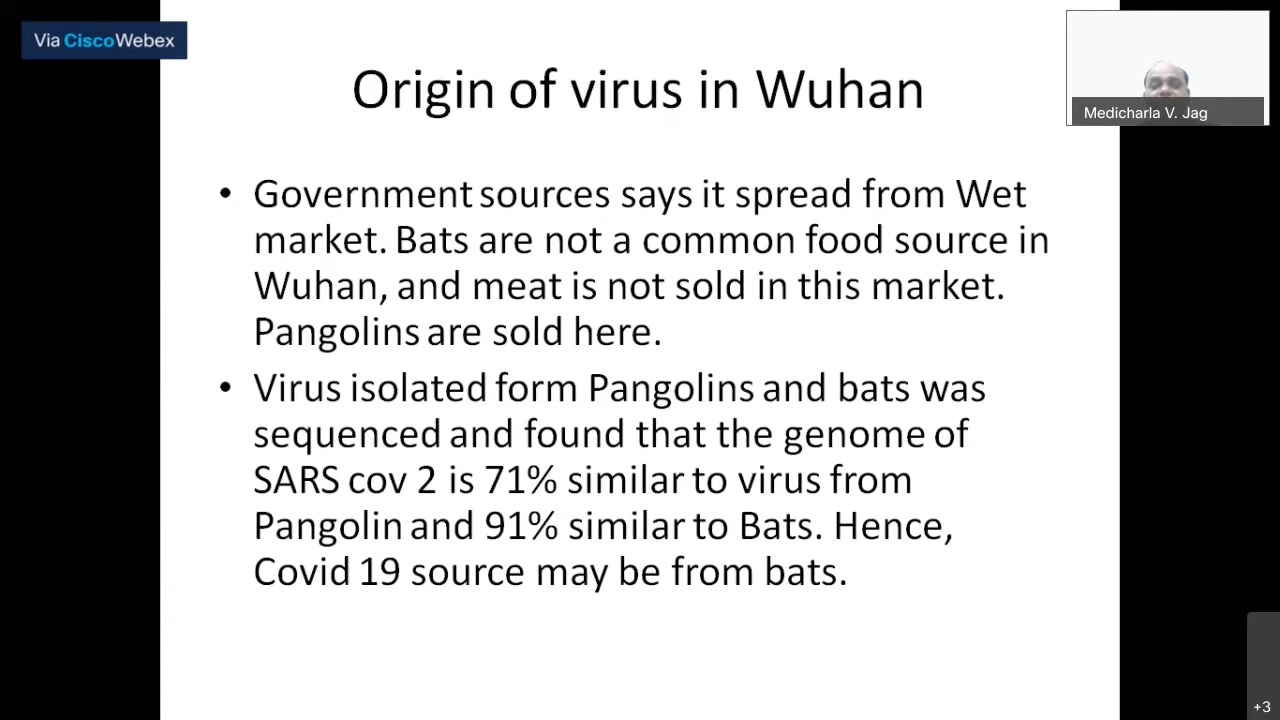 Via CiscoWebex
Origin of virus in Wuhan
Medicharla V. Jag
• Government sources says it spread from Wet
market. Bats are not a common food source in
Wuhan, and meat is not sold in this market.
Pangolins are sold here.
• Virus isolated form Pangolins and bats was
sequenced and found that the genome of
SARS cov 2 is 71% similar to virus from
Pangolin and 91% similar to Bats. Hence,
Covid 19 source may be from bats.
+3